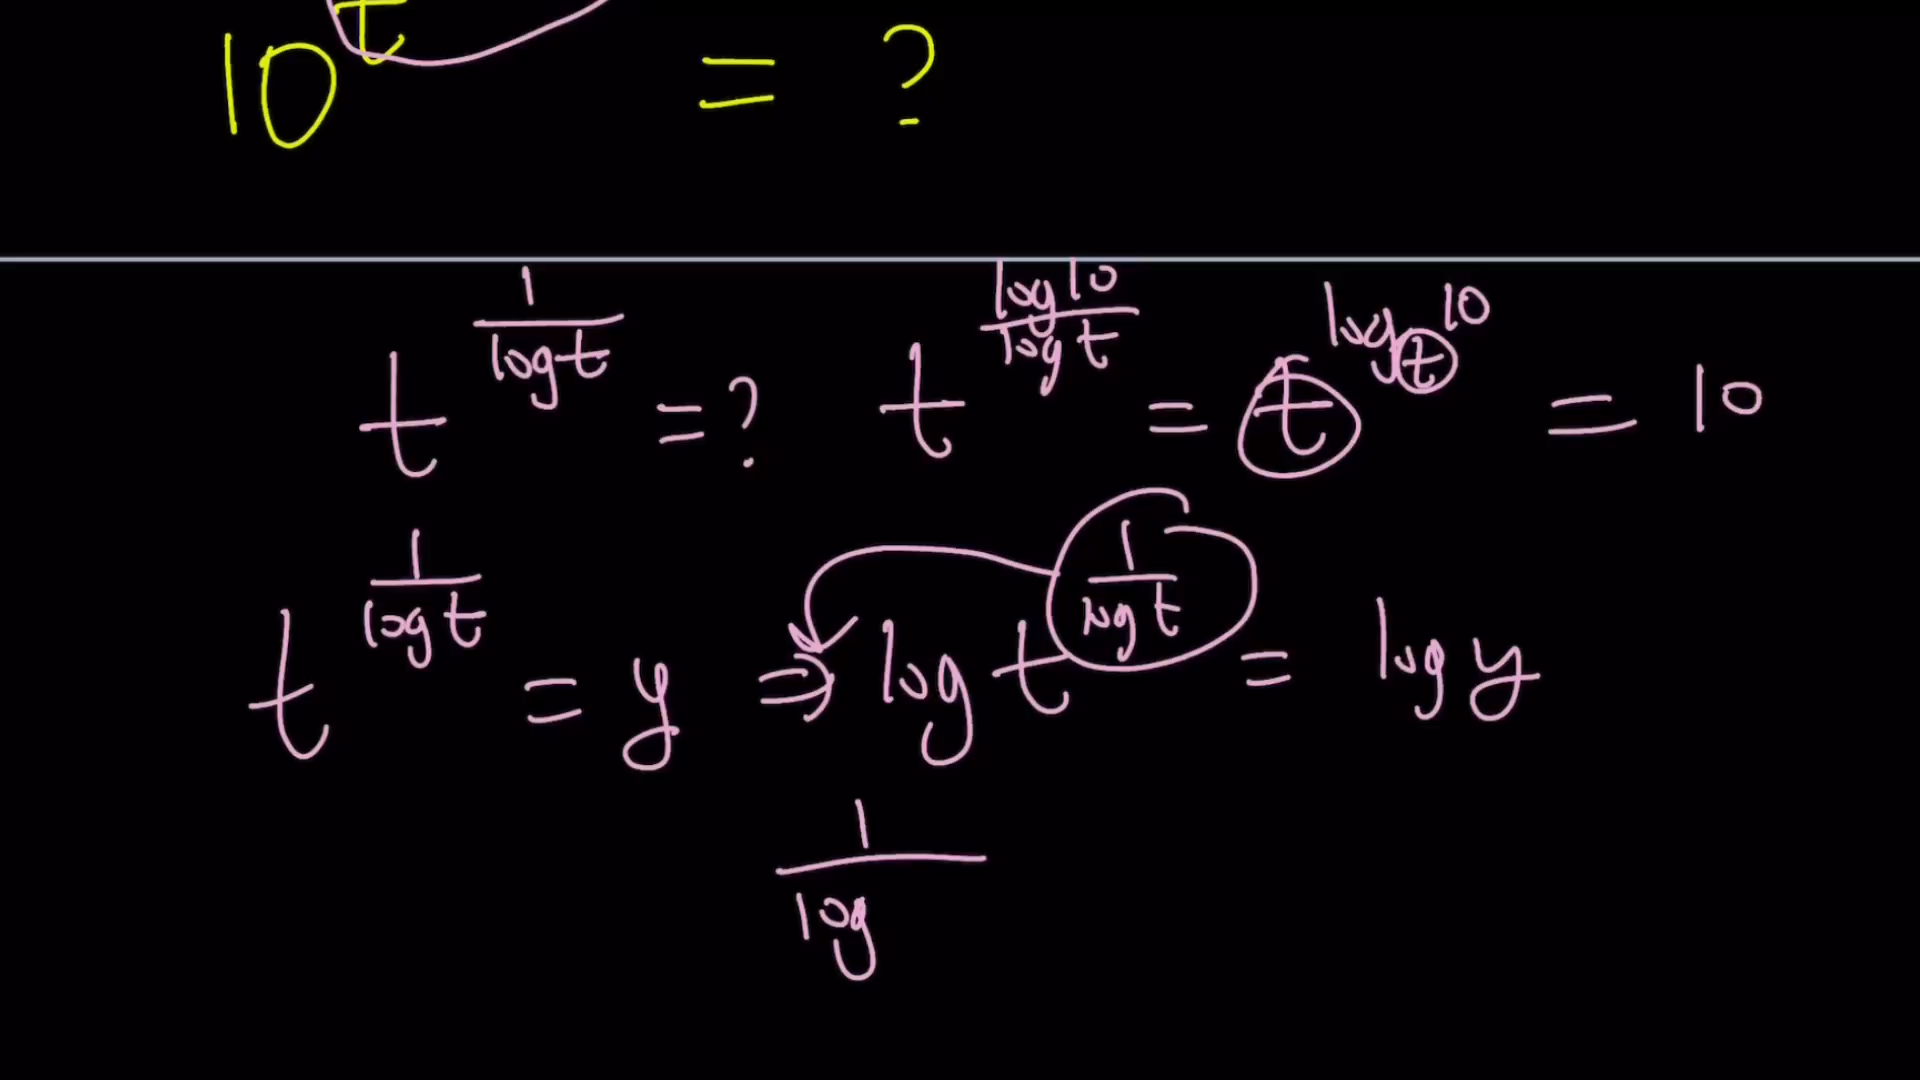 10^t = ?
t^(1/log t) = ? t^(log 10/log t) = t^(log_t 10) = 10
t^(1/log t) = y ⇒ log t^(1/log t) = log y
1/log